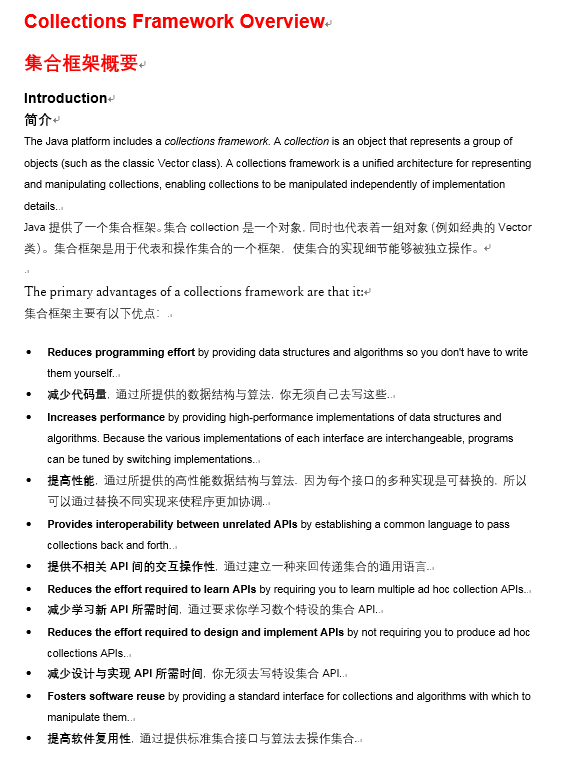 Collections Framework Overview
集合框架概要
Introduction
简介
The Java platform includes a collections framework. A collection is an object that represents a group of
objects (such as the classic Vector class). A collections framework is a unified architecture for representing
and manipulating collections, enabling collections to be manipulated independently of implementation
details.
Java 提供了一个集合框架。集合 collection 是一个对象，同时也代表着一组对象（例如经典的 Vector
类）。集合框架是用于代表和操作集合的一个框架，使集合的实现细节能够被独立操作。
The primary advantages of a collections framework are that it:
集合框架主要有以下优点：
• Reduces programming effort by providing data structures and algorithms so you don't have to write
them yourself.
• 减少代码量，通过所提供的数据结构与算法，你无须自己去写这些.
• Increases performance by providing high-performance implementations of data structures and
algorithms. Because the various implementations of each interface are interchangeable, programs
can be tuned by switching implementations.
• 提高性能，通过所提供的高性能数据结构与算法．因为每个接口的多种实现是可替换的，所以
可以通过替换不同实现来使程序更加协调.
• Provides interoperability between unrelated APIs by establishing a common language to pass
collections back and forth.
• 提供不相关 API 间的交互操作性，通过建立一种来回传递集合的通用语言.
• Reduces the effort required to learn APIs by requiring you to learn multiple ad hoc collection APIs.
• 减少学习新 API 所需时间，通过要求你学习数个特设的集合 API.
• Reduces the effort required to design and implement APIs by not requiring you to produce ad hoc
collections APIs.
• 减少设计与实现 API 所需时间，你无须去写特设集合 API.
• Fosters software reuse by providing a standard interface for collections and algorithms with which to
manipulate them.
• 提高软件复用性，通过提供标准集合接口与算法去操作集合.